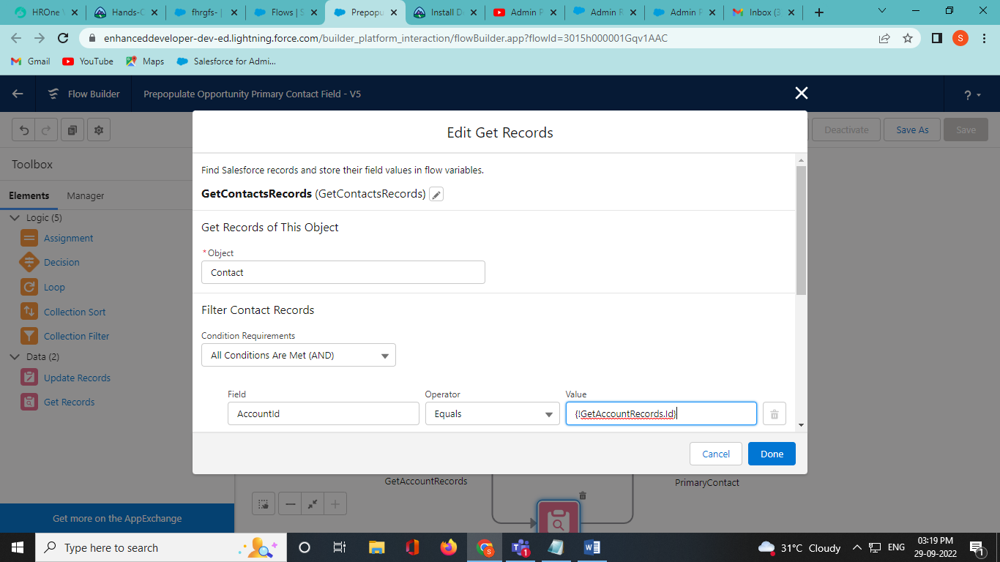 HROne
Hands-O
fhrgfs- |
Flows | S
Prepopu
Install D
Admin P
Admin R
Admin P
Inbox (3
enhanceddeveloper-dev-ed.lightning.force.com/builder_platform_interaction/flowBuilder.app?flowId=3015h000001Gqv1AAC
S
Gmail
YouTube
Maps
Salesforce for Admi...
Flow Builder
Prepopulate Opportunity Primary Contact Field - V5
?
Edit Get Records
Deactivate
Save As
Save
Toolbox
Elements
Manager
Logic (5)
Assignment
Decision
Loop
Collection Sort
Collection Filter
Data (2)
Update Records
Get Records
Get more on the AppExchange
Find Salesforce records and store their field values in flow variables.
GetContactsRecords (GetContactsRecords)
Get Records of This Object
*Object
Contact
Filter Contact Records
Condition Requirements
All Conditions Are Met (AND)
Field
Operator
Value
AccountId
Equals
{!GetAccountRecords.Id}
Cancel
Done
GetAccountRecords
PrimaryContact
Type here to search
S
1
31°C Cloudy
ENG
03:19 PM
29-09-2022
1